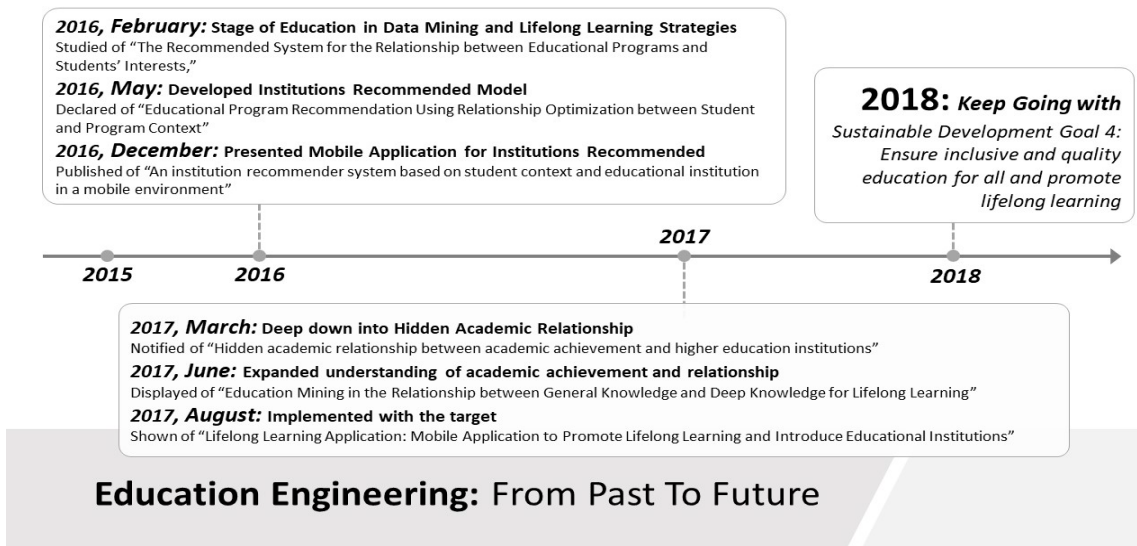 2016, February: Stage of Education in Data Mining and Lifelong Learning Strategies
Studied of “The Recommended System for the Relationship between Educational Programs and
Students’ Interests,”
2016, May: Developed Institutions Recommended Model
Declared of “Educational Program Recommendation Using Relationship Optimization between Student
and Program Context”
2016, December: Presented Mobile Application for Institutions Recommended
Published of “An institution recommender system based on student context and educational institution
in a mobile environment”
2018: Keep Going with
Sustainable Development Goal 4:
Ensure inclusive and quality
education for all and promote
lifelong learning
2015
2016
2017
2018
2017, March: Deep down into Hidden Academic Relationship
Notified of “Hidden academic relationship between academic achievement and higher education institutions”
2017, June: Expanded understanding of academic achievement and relationship
Displayed of “Education Mining in the Relationship between General Knowledge and Deep Knowledge for Lifelong Learning”
2017, August: Implemented with the target
Shown of “Lifelong Learning Application: Mobile Application to Promote Lifelong Learning and Introduce Educational Institutions”
Education Engineering: From Past To Future